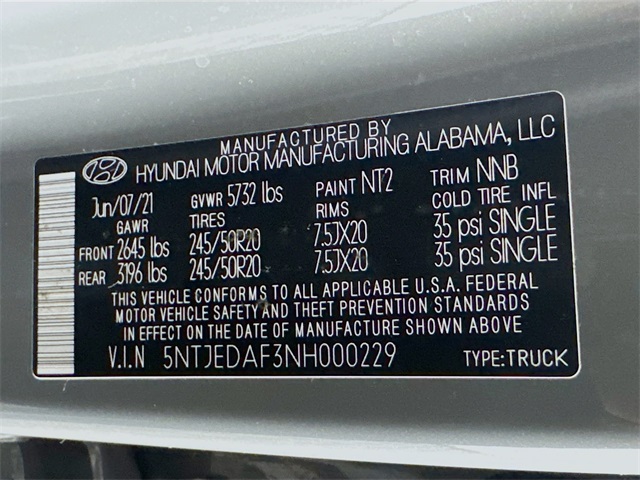 MANUFACTURED BY
HYUNDAI MOTOR MANUFACTURING ALABAMA, LLC
Jun/07/21 GVWR 5732 lbs PAINT NT2 TRIM NNB
GAWR TIRES RIMS COLD TIRE INFL
FRONT 2645 lbs 245/50R20 7.5JX20 35 psi SINGLE
REAR 3196 lbs 245/50R20 7.5JX20 35 psi SINGLE
THIS VEHICLE CONFORMS TO ALL APPLICABLE U.S.A. FEDERAL
MOTOR VEHICLE SAFETY AND THEFT PREVENTION STANDARDS
IN EFFECT ON THE DATE OF MANUFACTURE SHOWN ABOVE
V.I.N 5NTJEDAF3NH000229 TYPE:TRUCK